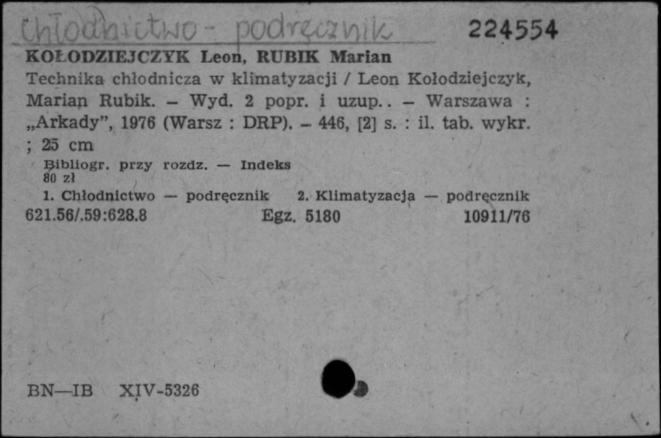 Chłodnictwo - podręcznik 224554
KOŁODZIEJCZYK Leon, RUBIK Marian
Technika chłodnicza w klimatyzacji / Leon Kołodziejczyk,
Marian Rubik. — Wyd. 2 popr. i uzup.. — Warszawa :
„Arkady", 1976 (Warsz : DRP). — 446, [2] s. : il. tab. wykr.
; 25 cm
Bibliogr. przy rozdz. — Indeks
80 zł
1. Chłodnictwo — podręcznik 2. Klimatyzacja — podręcznik
621.56/.59:628.8 Egz. 5180 10911/76
BN—IB XIV-5326